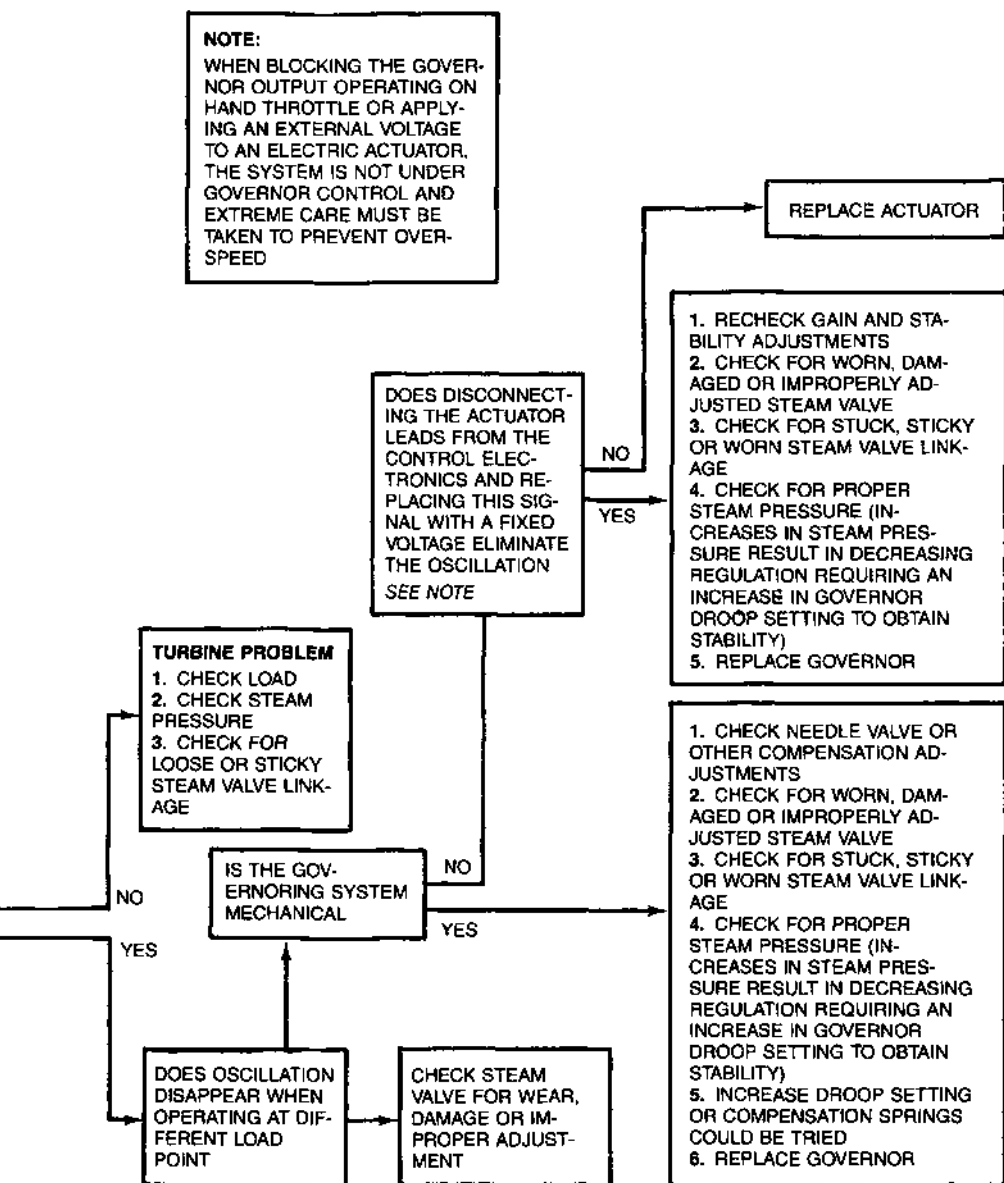 NOTE:
WHEN BLOCKING THE GOVER-
NOR OUTPUT OPERATING ON
HAND THROTTLE OR APPLY-
ING AN EXTERNAL VOLTAGE
TO AN ELECTRIC ACTUATOR,
THE SYSTEM IS NOT UNDER
GOVERNOR CONTROL AND
EXTREME CARE MUST BE
TAKEN TO PREVENT OVER-
SPEED
REPLACE ACTUATOR
DOES DISCONNECT-
ING THE ACTUATOR
LEADS FROM THE
CONTROL ELEC-
TRONICS AND RE-
PLACING THIS SIG-
NAL WITH A FIXED
VOLTAGE ELIMINATE
THE OSCILLATION
SEE NOTE
NO
YES
1. RECHECK GAIN AND STA-
BILITY ADJUSTMENTS
2. CHECK FOR WORN, DAM-
AGED OR IMPROPERLY AD-
JUSTED STEAM VALVE
3. CHECK FOR STUCK, STICKY
OR WORN STEAM VALVE LINK-
AGE
4. CHECK FOR PROPER
STEAM PRESSURE (IN-
CREASES IN STEAM PRES-
SURE RESULT IN DECREASING
REGULATION REQUIRING AN
INCREASE IN GOVERNOR
DROOP SETTING TO OBTAIN
STABILITY)
5. REPLACE GOVERNOR
TURBINE PROBLEM
1. CHECK LOAD
2. CHECK STEAM
PRESSURE
3. CHECK FOR
LOOSE OR STICKY
STEAM VALVE LINK-
AGE
NO
YES
IS THE GOV-
ERNORING SYSTEM
MECHANICAL
NO
YES
1. CHECK NEEDLE VALVE OR
OTHER COMPENSATION AD-
JUSTMENTS
2. CHECK FOR WORN, DAM-
AGED OR IMPROPERLY AD-
JUSTED STEAM VALVE
3. CHECK FOR STUCK, STICKY
OR WORN STEAM VALVE LINK-
AGE
4. CHECK FOR PROPER
STEAM PRESSURE (IN-
CREASES IN STEAM PRES-
SURE RESULT IN DECREASING
REGULATION REQUIRING AN
INCREASE IN GOVERNOR
DROOP SETTING TO OBTAIN
STABILITY)
5. INCREASE DROOP SETTING
OR COMPENSATION SPRINGS
COULD BE TRIED
6. REPLACE GOVERNOR
DOES OSCILLATION
DISAPPEAR WHEN
OPERATING AT DIF-
FERENT LOAD
POINT
CHECK STEAM
VALVE FOR WEAR,
DAMAGE OR IM-
PROPER ADJUST-
MENT